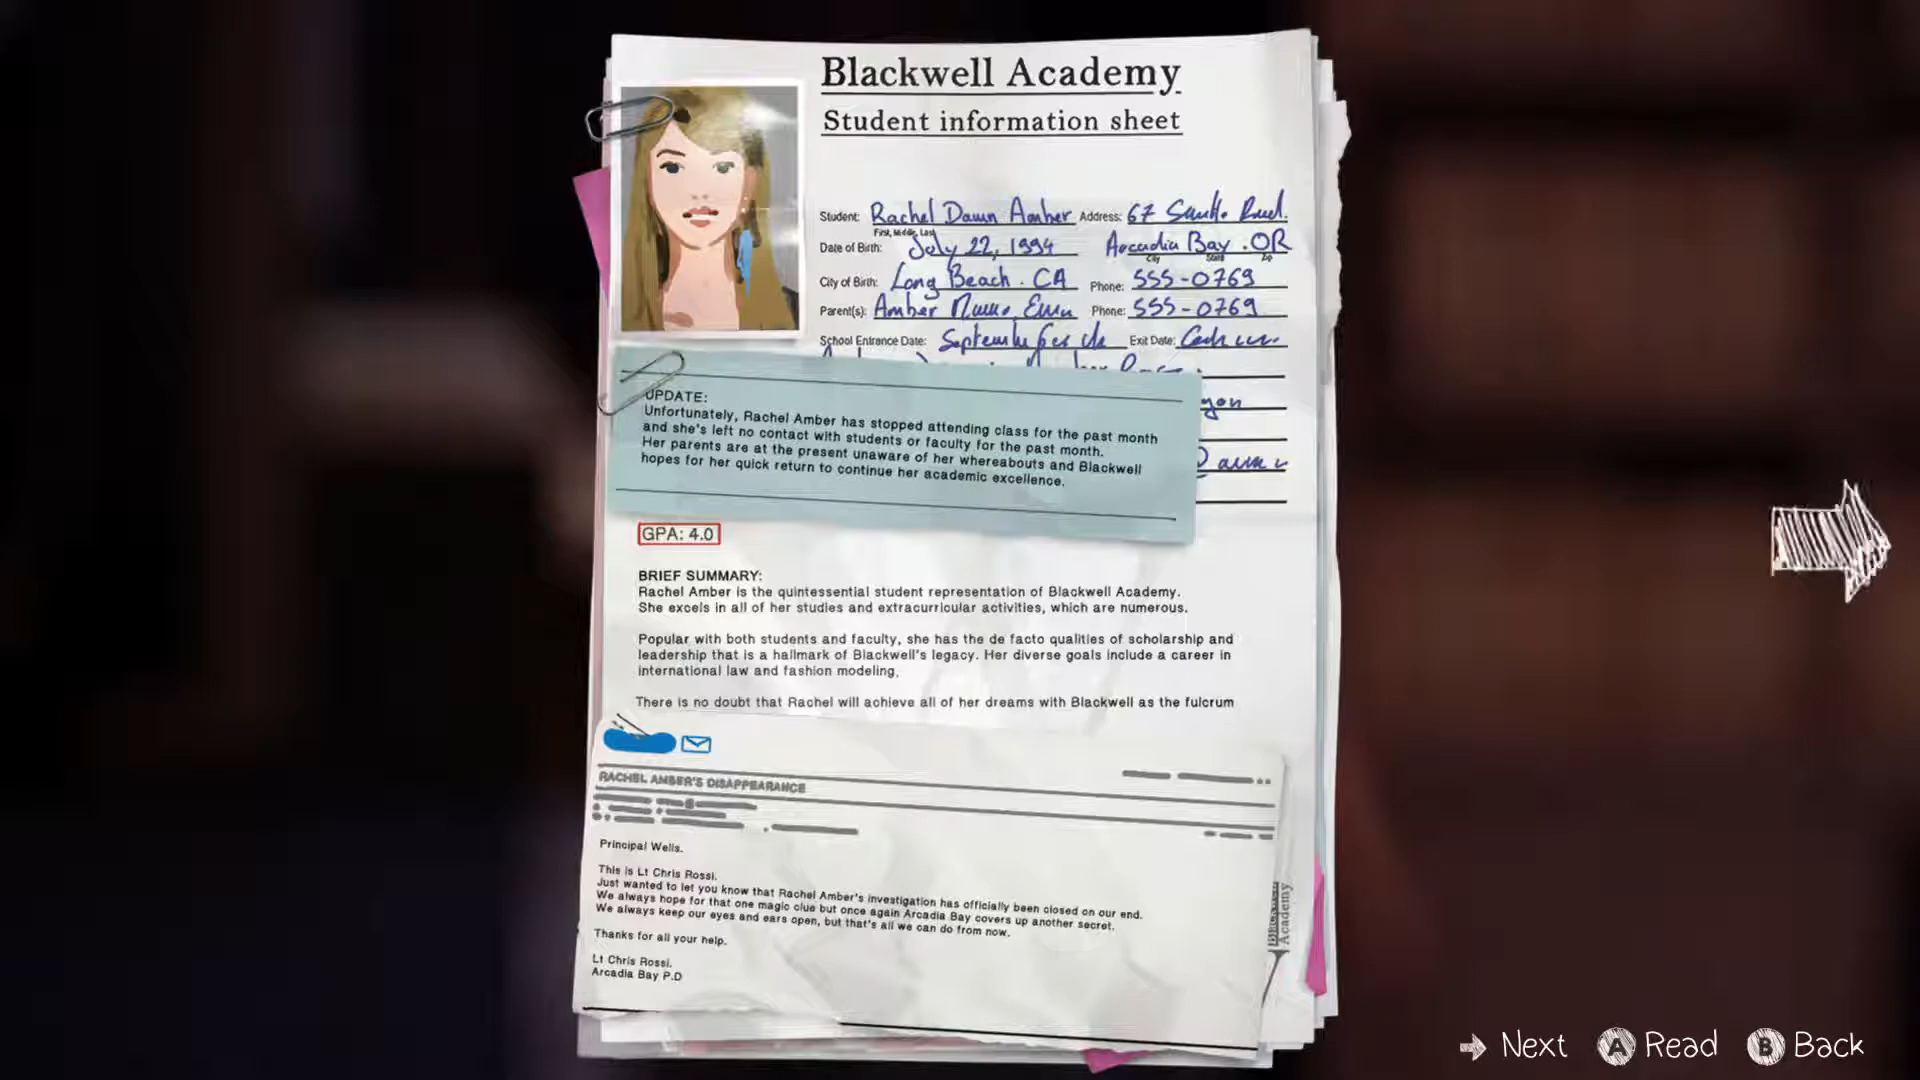 Blackwell Academy
Student information sheet
Student: Rachel Dawn Amber Address: 67
First, Middle, Last
Date of Birth: July 22, 1994 Arcadia Bay . OR
City State Zip
City of Birth: Long Beach . CA Phone: 555-0769
Parent(s): Amber Phone: 555-0769
School Entrance Date: Exit Date:
UPDATE:
Unfortunately, Rachel Amber has stopped attending class for the past month
and she's left no contact with students or faculty for the past month.
Her parents are at the present unaware of her whereabouts and Blackwell
hopes for her quick return to continue her academic excellence.
GPA: 4.0
BRIEF SUMMARY:
Rachel Amber is the quintessential student representation of Blackwell Academy.
She excels in all of her studies and extracurricular activities, which are numerous.
Popular with both students and faculty, she has the de facto qualities of scholarship and
leadership that is a hallmark of Blackwell's legacy. Her diverse goals include a career in
international law and fashion modeling.
There is no doubt that Rachel will achieve all of her dreams with Blackwell as the fulcrum
RACHEL AMBER'S DISAPPEARANCE
Principal Wells.
This is Lt Chris Rossi.
Just wanted to let you know that Rachel Amber's investigation has officially been closed on our end.
We always hope for that one magic clue but once again Arcadia Bay covers up another secret.
We always keep our eyes and ears open, but that's all we can do from now.
Thanks for all your help.
Lt Chris Rossi.
Arcadia Bay P.D
Blackwell
Academy
Next A Read B Back